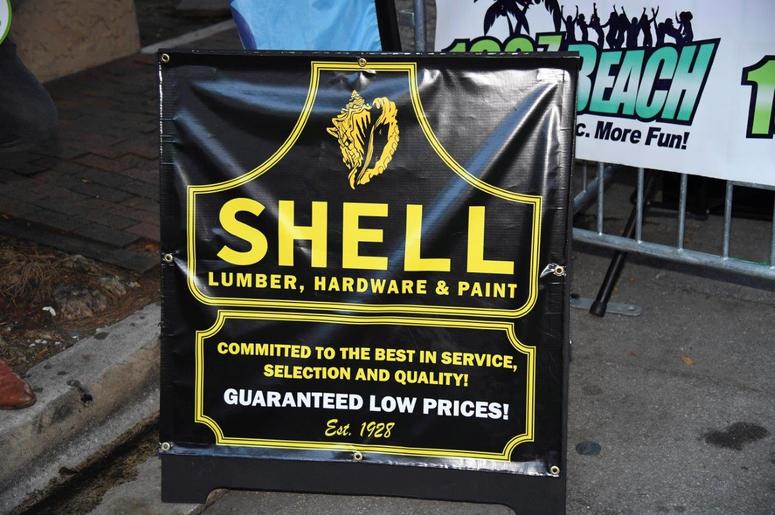 SHELL
LUMBER, HARDWARE & PAINT
COMMITTED TO THE BEST IN SERVICE,
SELECTION AND QUALITY!
GUARANTEED LOW PRICES!
Est. 1928
BEACH
More Fun!